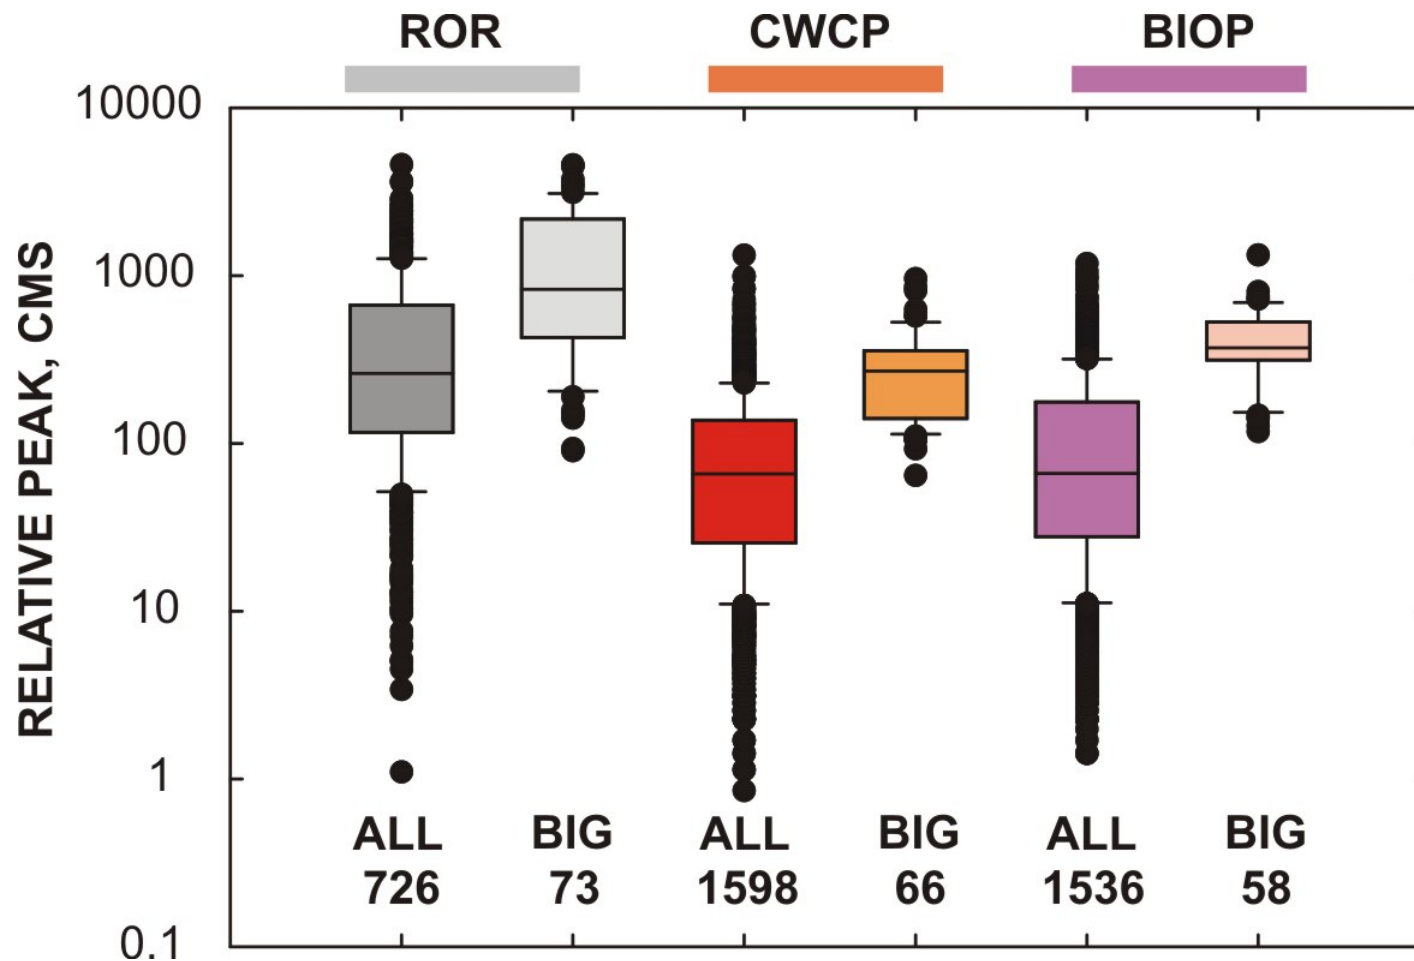 ROR CWCP BIOP
10000
1000
100
10
1
0.1
RELATIVE PEAK, CMS
ALL BIG ALL BIG ALL BIG
726 73 1598 66 1536 58